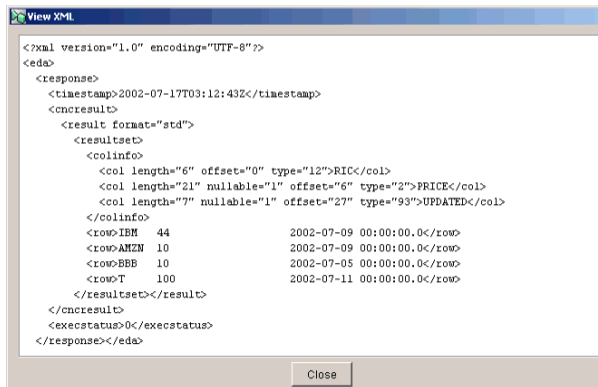 View XML
<?xml version="1.0" encoding="UTF-8"?>
<eda>
<response>
<timestamp>2002-07-17T03:12:43Z</timestamp>
<cncresult>
<result format="std">
<resultset>
<colinfo>
<col length="6" offset="0" type="12">RIC</col>
<col length="21" nullable="1" offset="6" type="2">PRICE</col>
<col length="7" nullable="1" offset="27" type="93">UPDATED</col>
</colinfo>
<row>IBM   44                   2002-07-09 00:00:00.0</row>
<row>AMZN  10                   2002-07-09 00:00:00.0</row>
<row>BBB   10                   2002-07-05 00:00:00.0</row>
<row>T     100                  2002-07-11 00:00:00.0</row>
</resultset></result>
</cncresult>
<execstatus>0</execstatus>
</response></eda>
Close